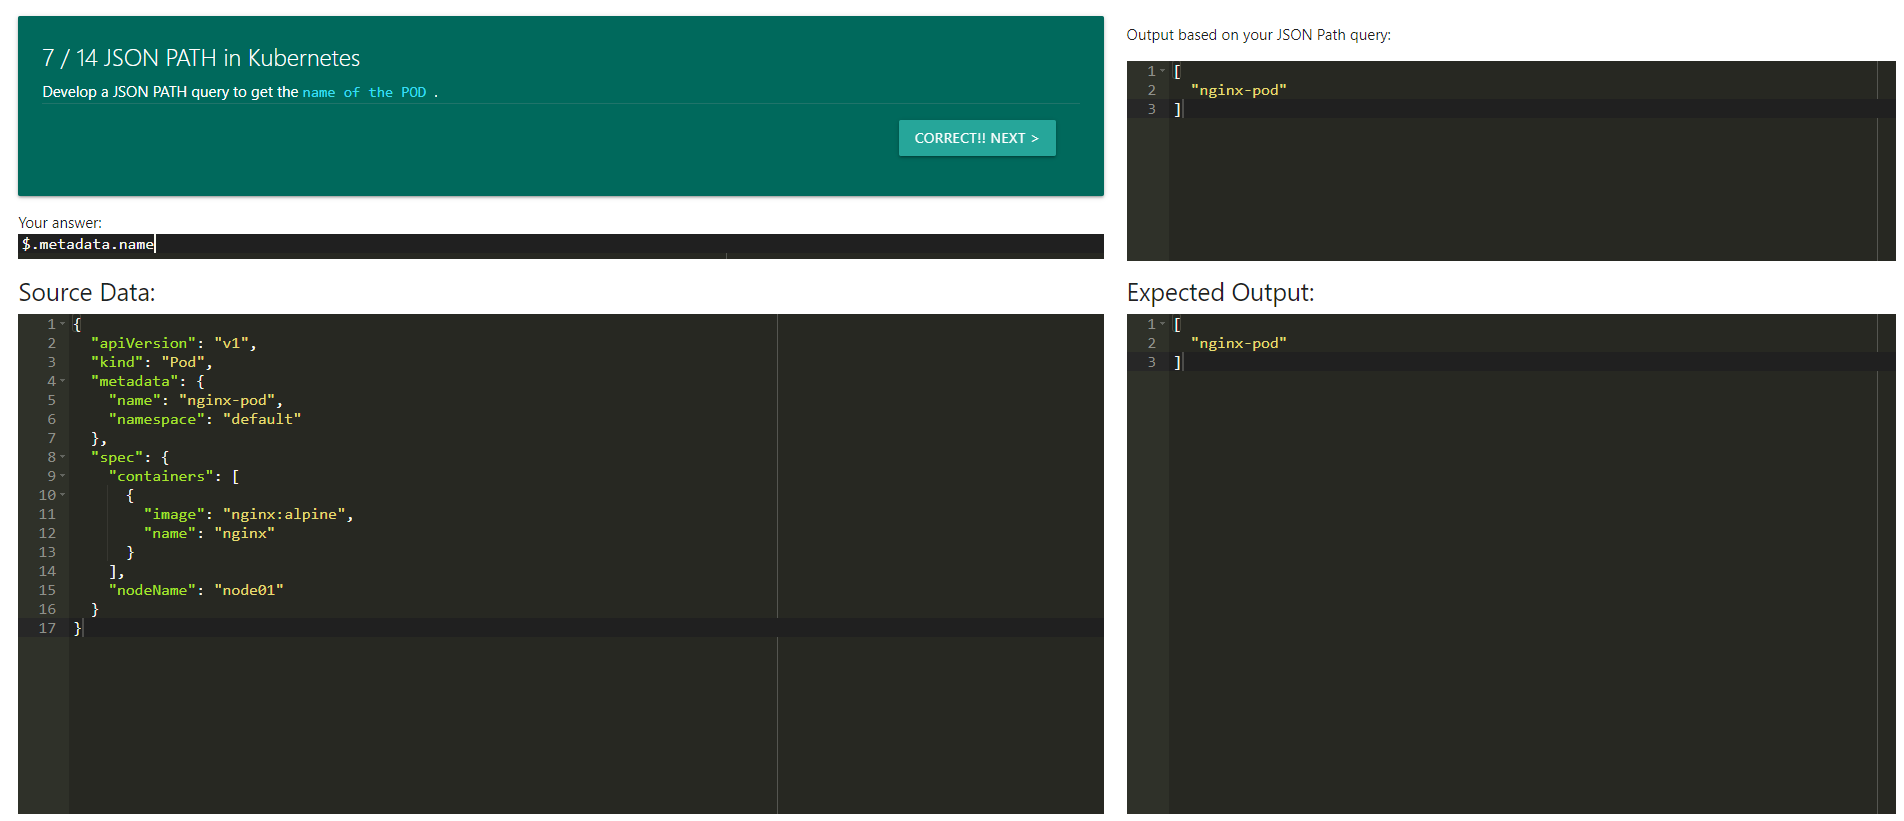 7 / 14 JSON PATH in Kubernetes
Develop a JSON PATH query to get the name of the POD .
CORRECT!! NEXT >
Your answer:
$.metadata.name
Source Data:
1 {
2   "apiVersion": "v1",
3   "kind": "Pod",
4   "metadata": {
5     "name": "nginx-pod",
6     "namespace": "default"
7   },
8   "spec": {
9     "containers": [
10       {
11         "image": "nginx:alpine",
12         "name": "nginx"
13       }
14     ],
15     "nodeName": "node01"
16   }
17 }
Output based on your JSON Path query:
1 [
2   "nginx-pod"
3 ]
Expected Output:
1 [
2   "nginx-pod"
3 ]